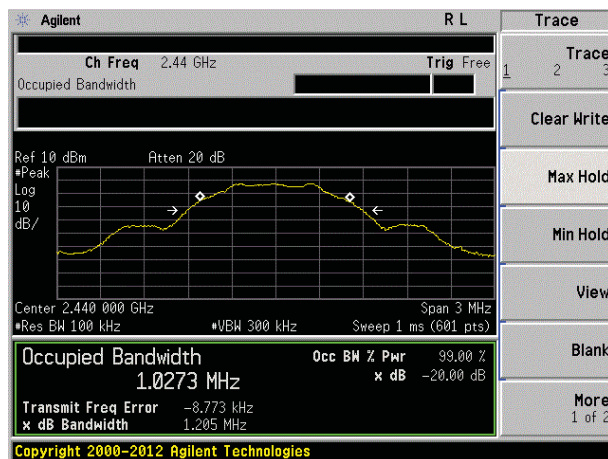 Agilent R L Trace
Ch Freq 2.44 GHz Trig Free
Occupied Bandwidth
Trace
1 2 3
Clear Write
Max Hold
Min Hold
View
Blank
More
1 of 2
Ref 10 dBm Atten 20 dB
#Peak
Log
10
dB/
Center 2.440 000 GHz Span 3 MHz
#Res BW 100 kHz #VBW 300 kHz Sweep 1 ms (601 pts)
Occupied Bandwidth Occ BW % Pwr 99.00 %
1.0273 MHz x dB -20.00 dB
Transmit Freq Error -8.773 kHz
x dB Bandwidth 1.205 MHz
Copyright 2000-2012 Agilent Technologies